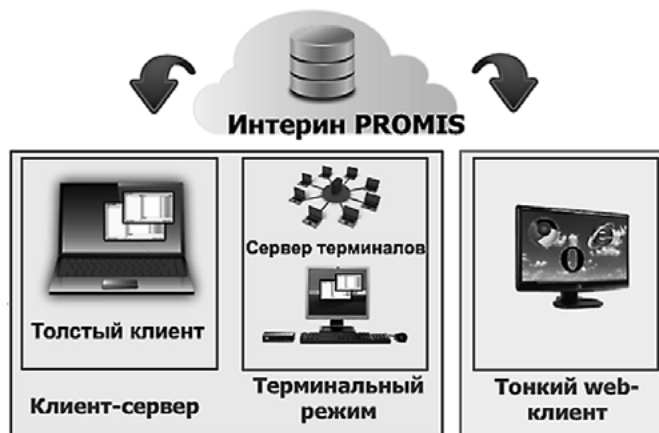 Интерин PROMIS
Толстый клиент
Клиент-сервер
Сервер терминалов
Терминальный
режим
Тонкий web-
клиент